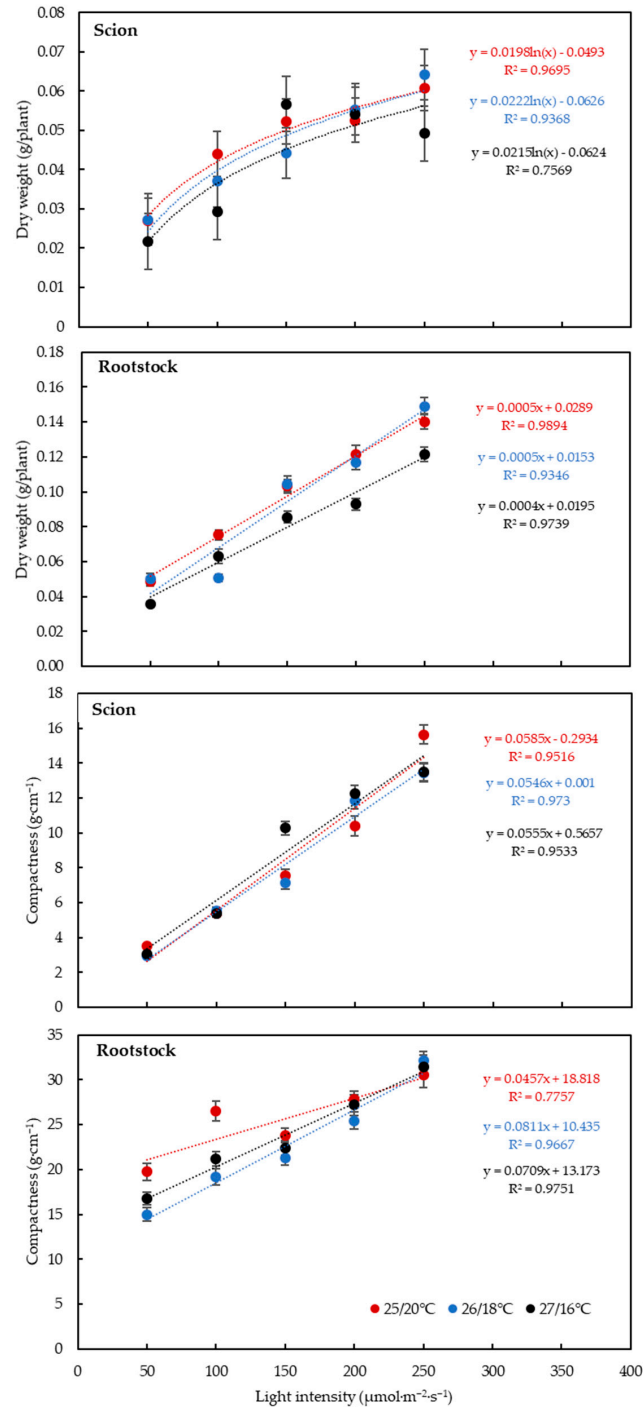 Scion
0.08
0.07
0.06
0.05
0.04
0.03
0.02
0.01
0
Dry weight (g/plant)
y = 0.0198ln(x) - 0.0493
R² = 0.9695
y = 0.0222ln(x) - 0.0626
R² = 0.9368
y = 0.0215ln(x) - 0.0624
R² = 0.7569
Rootstock
0.18
0.16
0.14
0.12
0.10
0.08
0.06
0.04
0.02
0.00
Dry weight (g/plant)
y = 0.0005x + 0.0289
R² = 0.9894
y = 0.0005x + 0.0153
R² = 0.9346
y = 0.0004x + 0.0195
R² = 0.9739
Scion
18
16
14
12
10
8
6
4
2
0
Compactness (g·cm⁻¹)
y = 0.0585x - 0.2934
R² = 0.9516
y = 0.0546x + 0.001
R² = 0.973
y = 0.0555x + 0.5657
R² = 0.9533
Rootstock
35
30
25
20
15
10
5
0
Compactness (g·cm⁻¹)
y = 0.0457x + 18.818
R² = 0.7757
y = 0.0811x + 10.435
R² = 0.9667
y = 0.0709x + 13.173
R² = 0.9751
25/20°C 26/18°C 27/16°C
0 50 100 150 200 250 300 350 400
Light intensity (µmol·m⁻²·s⁻¹)